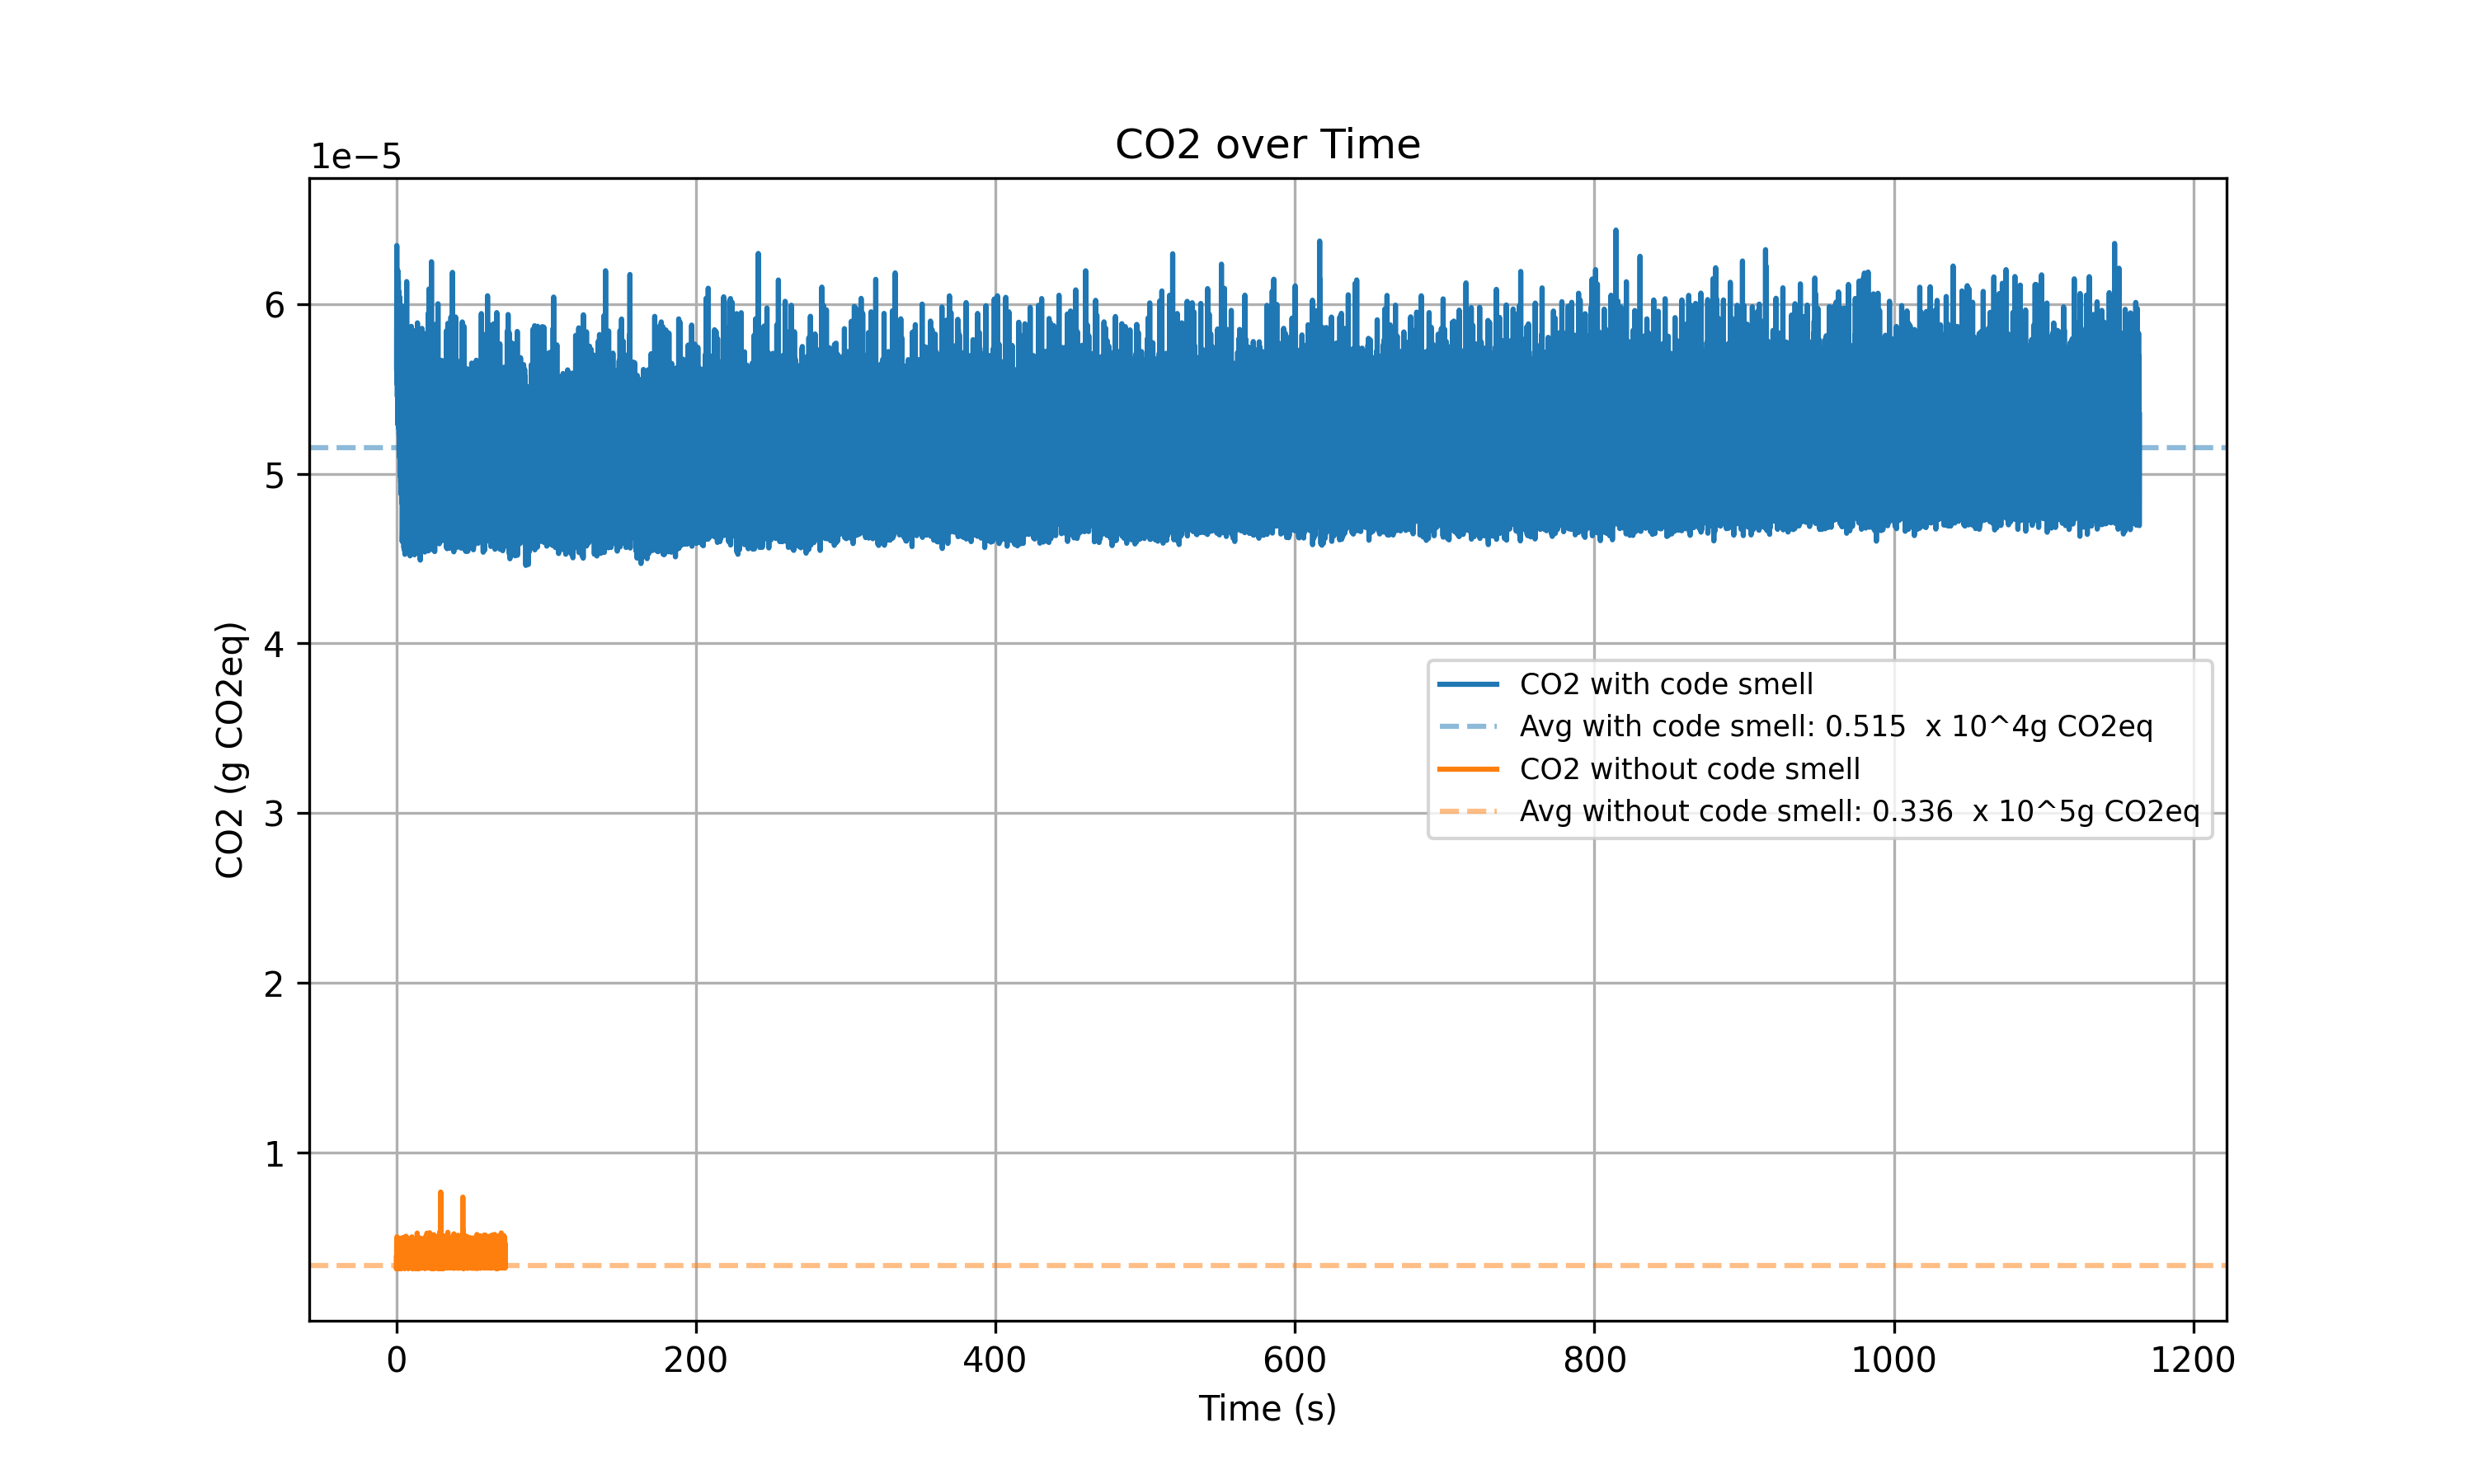 CO2 over Time
1e−5
6
5
4
3
2
1
CO2 (g CO2eq)
CO2 with code smell
Avg with code smell: 0.515  x 10^4g CO2eq
CO2 without code smell
Avg without code smell: 0.336  x 10^5g CO2eq
0 200 400 600 800 1000 1200
Time (s)